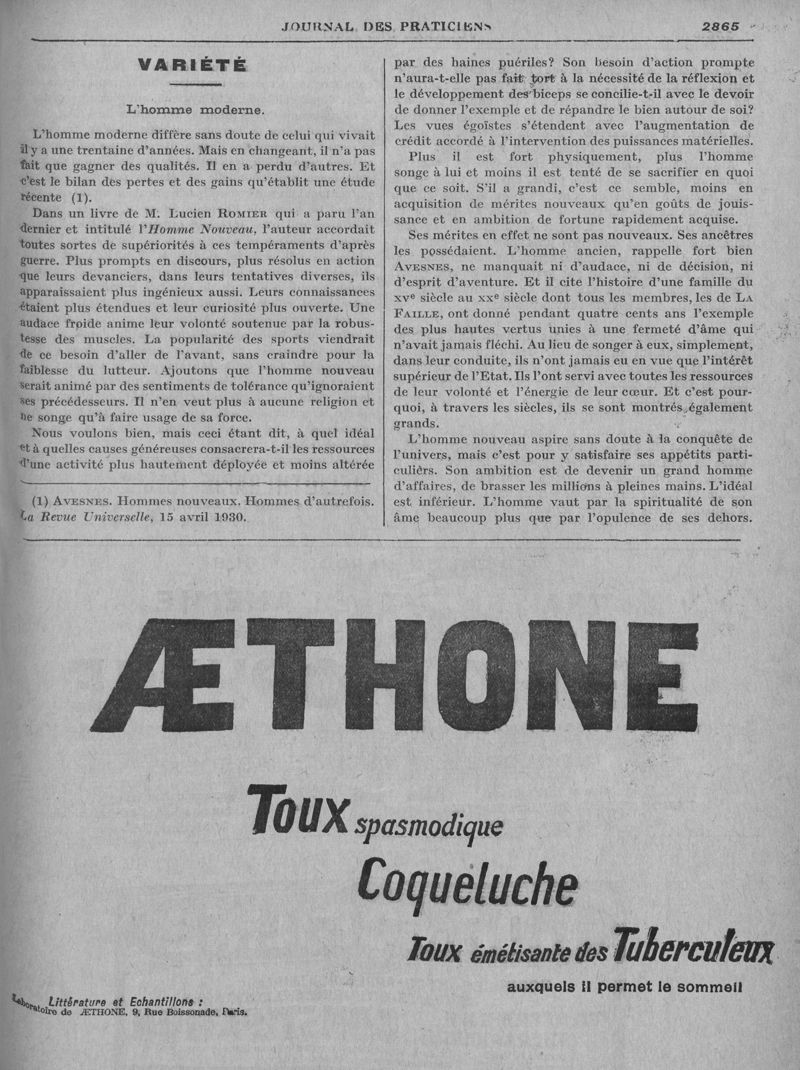 JOURNAL DES PRATICIENS
2865
VARIÉTÉ
L'homme moderne.
L'homme moderne diffère sans doute de celui qui vivait
il y a une trentaine d'années. Mais en changeant, il n'a pas
fait que gagner des qualités. Il en a perdu d'autres. Et
c'est le bilan des pertes et des gains qu'établit une étude
récente (1).
Dans un livre de M. Lucien ROMIER qui a paru l'an
dernier et intitulé l'Homme Nouveau, l'auteur accordait
toutes sortes de supériorités à ces tempéraments d'après
guerre. Plus prompts en discours, plus résolus en action
que leurs devanciers, dans leurs tentatives diverses, ils
apparaissaient plus ingénieux aussi. Leurs connaissances
étaient plus étendues et leur curiosité plus ouverte. Une
audace froide anime leur volonté soutenue par la robus-
tesse des muscles. La popularité des sports viendrait
de ce besoin d'aller de l'avant, sans craindre pour la
faiblesse du lutteur. Ajoutons que l'homme nouveau
serait animé par des sentiments de tolérance qu'ignoraient
ses précédesseurs. Il n'en veut plus à aucune religion et
ne songe qu'à faire usage de sa force.
Nous voulons bien, mais ceci étant dit, à quel idéal
et à quelles causes généreuses consacrera-t-il les ressources
d'une activité plus hautement déployée et moins altérée
(1) AVESNES. Hommes nouveaux. Hommes d'autrefois.
La Revue Universelle, 15 avril 1930.
par des haines puériles? Son besoin d'action prompte
n'aura-t-elle pas fait tort à la nécessité de la réflexion et
le développement des biceps se concilie-t-il avec le devoir
de donner l'exemple et de répandre le bien autour de soi?
Les vues égoïstes s'étendent avec l'augmentation de
crédit accordé à l'intervention des puissances matérielles.
Plus il est fort physiquement, plus l'homme
songe à lui et moins il est tenté de se sacrifier en quoi
que ce soit. S'il a grandi, c'est ce semble, moins en
acquisition de mérites nouveaux qu'en goûts de jouis-
sance et en ambition de fortune rapidement acquise.
Ses mérites en effet ne sont pas nouveaux. Ses ancêtres
les possédaient. L'homme ancien, rappelle fort bien
AVESNES, ne manquait ni d'audace, ni de décision, ni
d'esprit d'aventure. Et il cite l'histoire d'une famille du
XVe siècle au XXe siècle dont tous les membres, les de LA
FAILLE, ont donné pendant quatre cents ans l'exemple
des plus hautes vertus unies à une fermeté d'âme qui
n'avait jamais fléchi. Au lieu de songer à eux, simplement,
dans leur conduite, ils n'ont jamais eu en vue que l'intérêt
supérieur de l'Etat. Ils l'ont servi avec toutes les ressources
de leur volonté et l'énergie de leur cœur. Et c'est pour-
quoi, à travers les siècles, ils se sont montrés également
grands.
L'homme nouveau aspire sans doute à la conquête de
l'univers, mais c'est pour y satisfaire ses appétits parti-
culiêrs. Son ambition est de devenir un grand homme
d'affaires, de brasser les millions à pleines mains. L'idéal
est inférieur. L'homme vaut par la spiritualité de son
âme beaucoup plus que par l'opulence de ses dehors.
ÆTHONE
Toux spasmodique
Coqueluche
Toux émétisante des Tuberculeux
auxquels il permet le sommeil
Littérature et Echantillons :
Laboratoire de ÆTHONE, 9, Rue Boissonade, Paris.